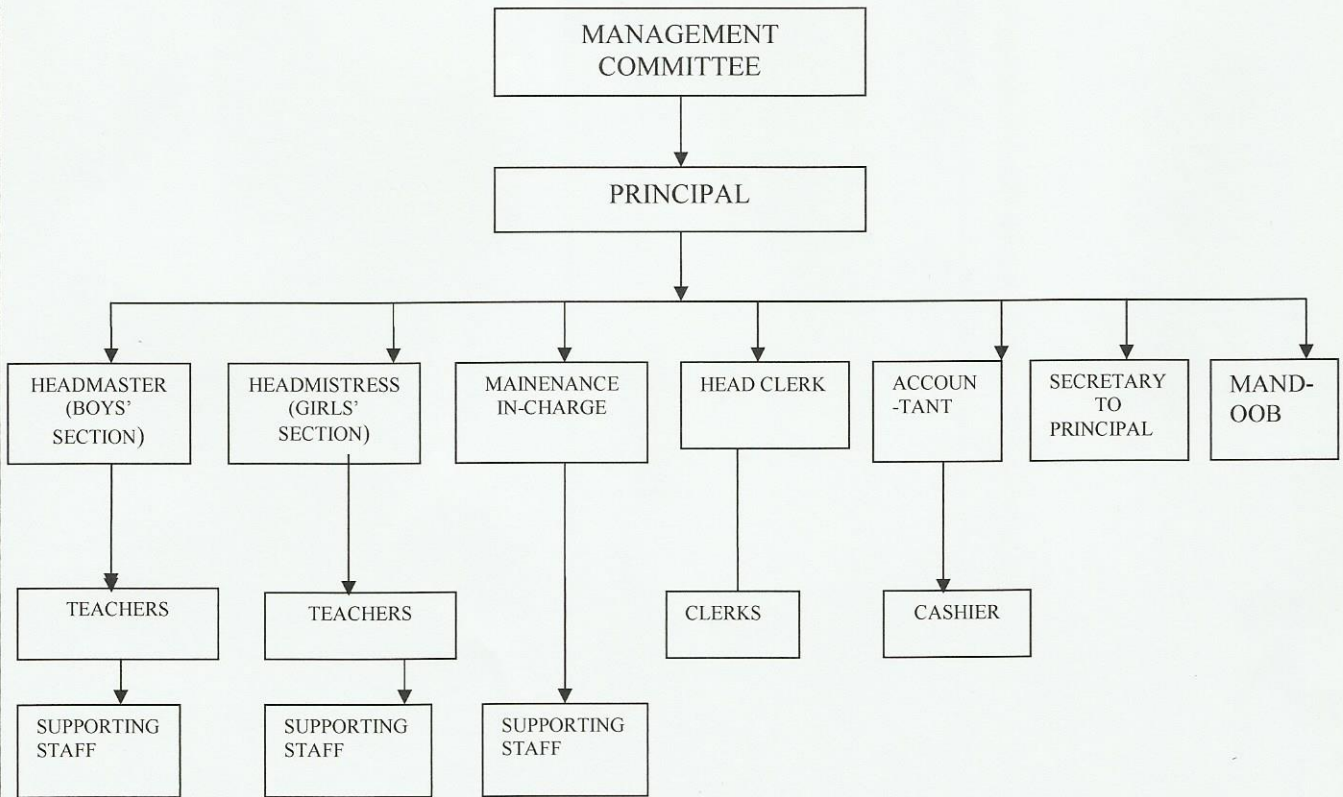 MANAGEMENT
COMMITTEE
PRINCIPAL
HEADMASTER
(BOYS'
SECTION)
HEADMISTRESS
(GIRLS'
SECTION)
MAINENANCE
IN-CHARGE
HEAD CLERK
ACCOUN
-TANT
SECRETARY
TO
PRINCIPAL
MAND-
OOB
TEACHERS
TEACHERS
CLERKS
CASHIER
SUPPORTING
STAFF
SUPPORTING
STAFF
SUPPORTING
STAFF